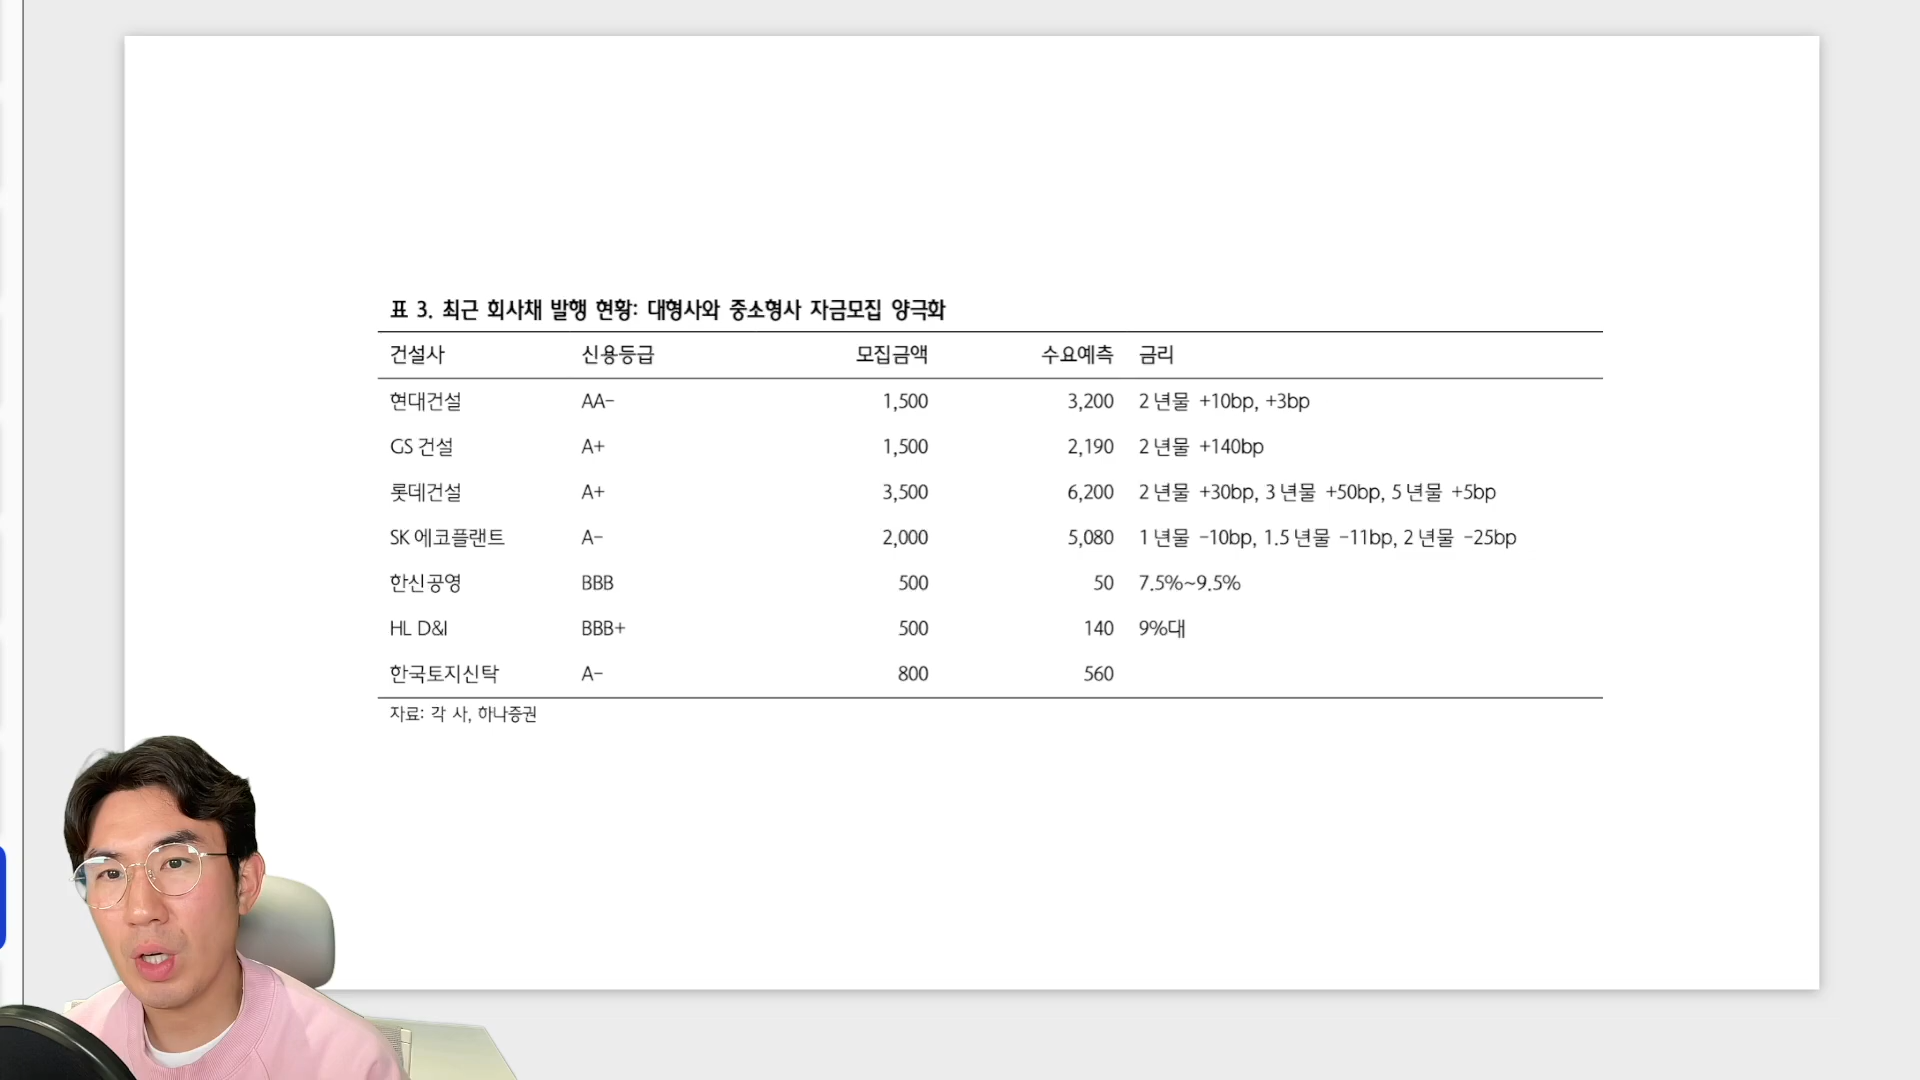 표 3. 최근 회사채 발행 현황: 대형사와 중소형사 자금모집 양극화
건설사 신용등급 모집금액 수요예측 금리
현대건설 AA- 1,500 3,200 2년물 +10bp, +3bp
GS건설 A+ 1,500 2,190 2년물 +140bp
롯데건설 A+ 3,500 6,200 2년물 +30bp, 3년물 +50bp, 5년물 +5bp
SK에코플랜트 A- 2,000 5,080 1년물 -10bp, 1.5년물 -11bp, 2년물 -25bp
한신공영 BBB 500 50 7.5%~9.5%
HL D&I BBB+ 500 140 9%대
한국토지신탁 A- 800 560
자료: 각 사, 하나증권